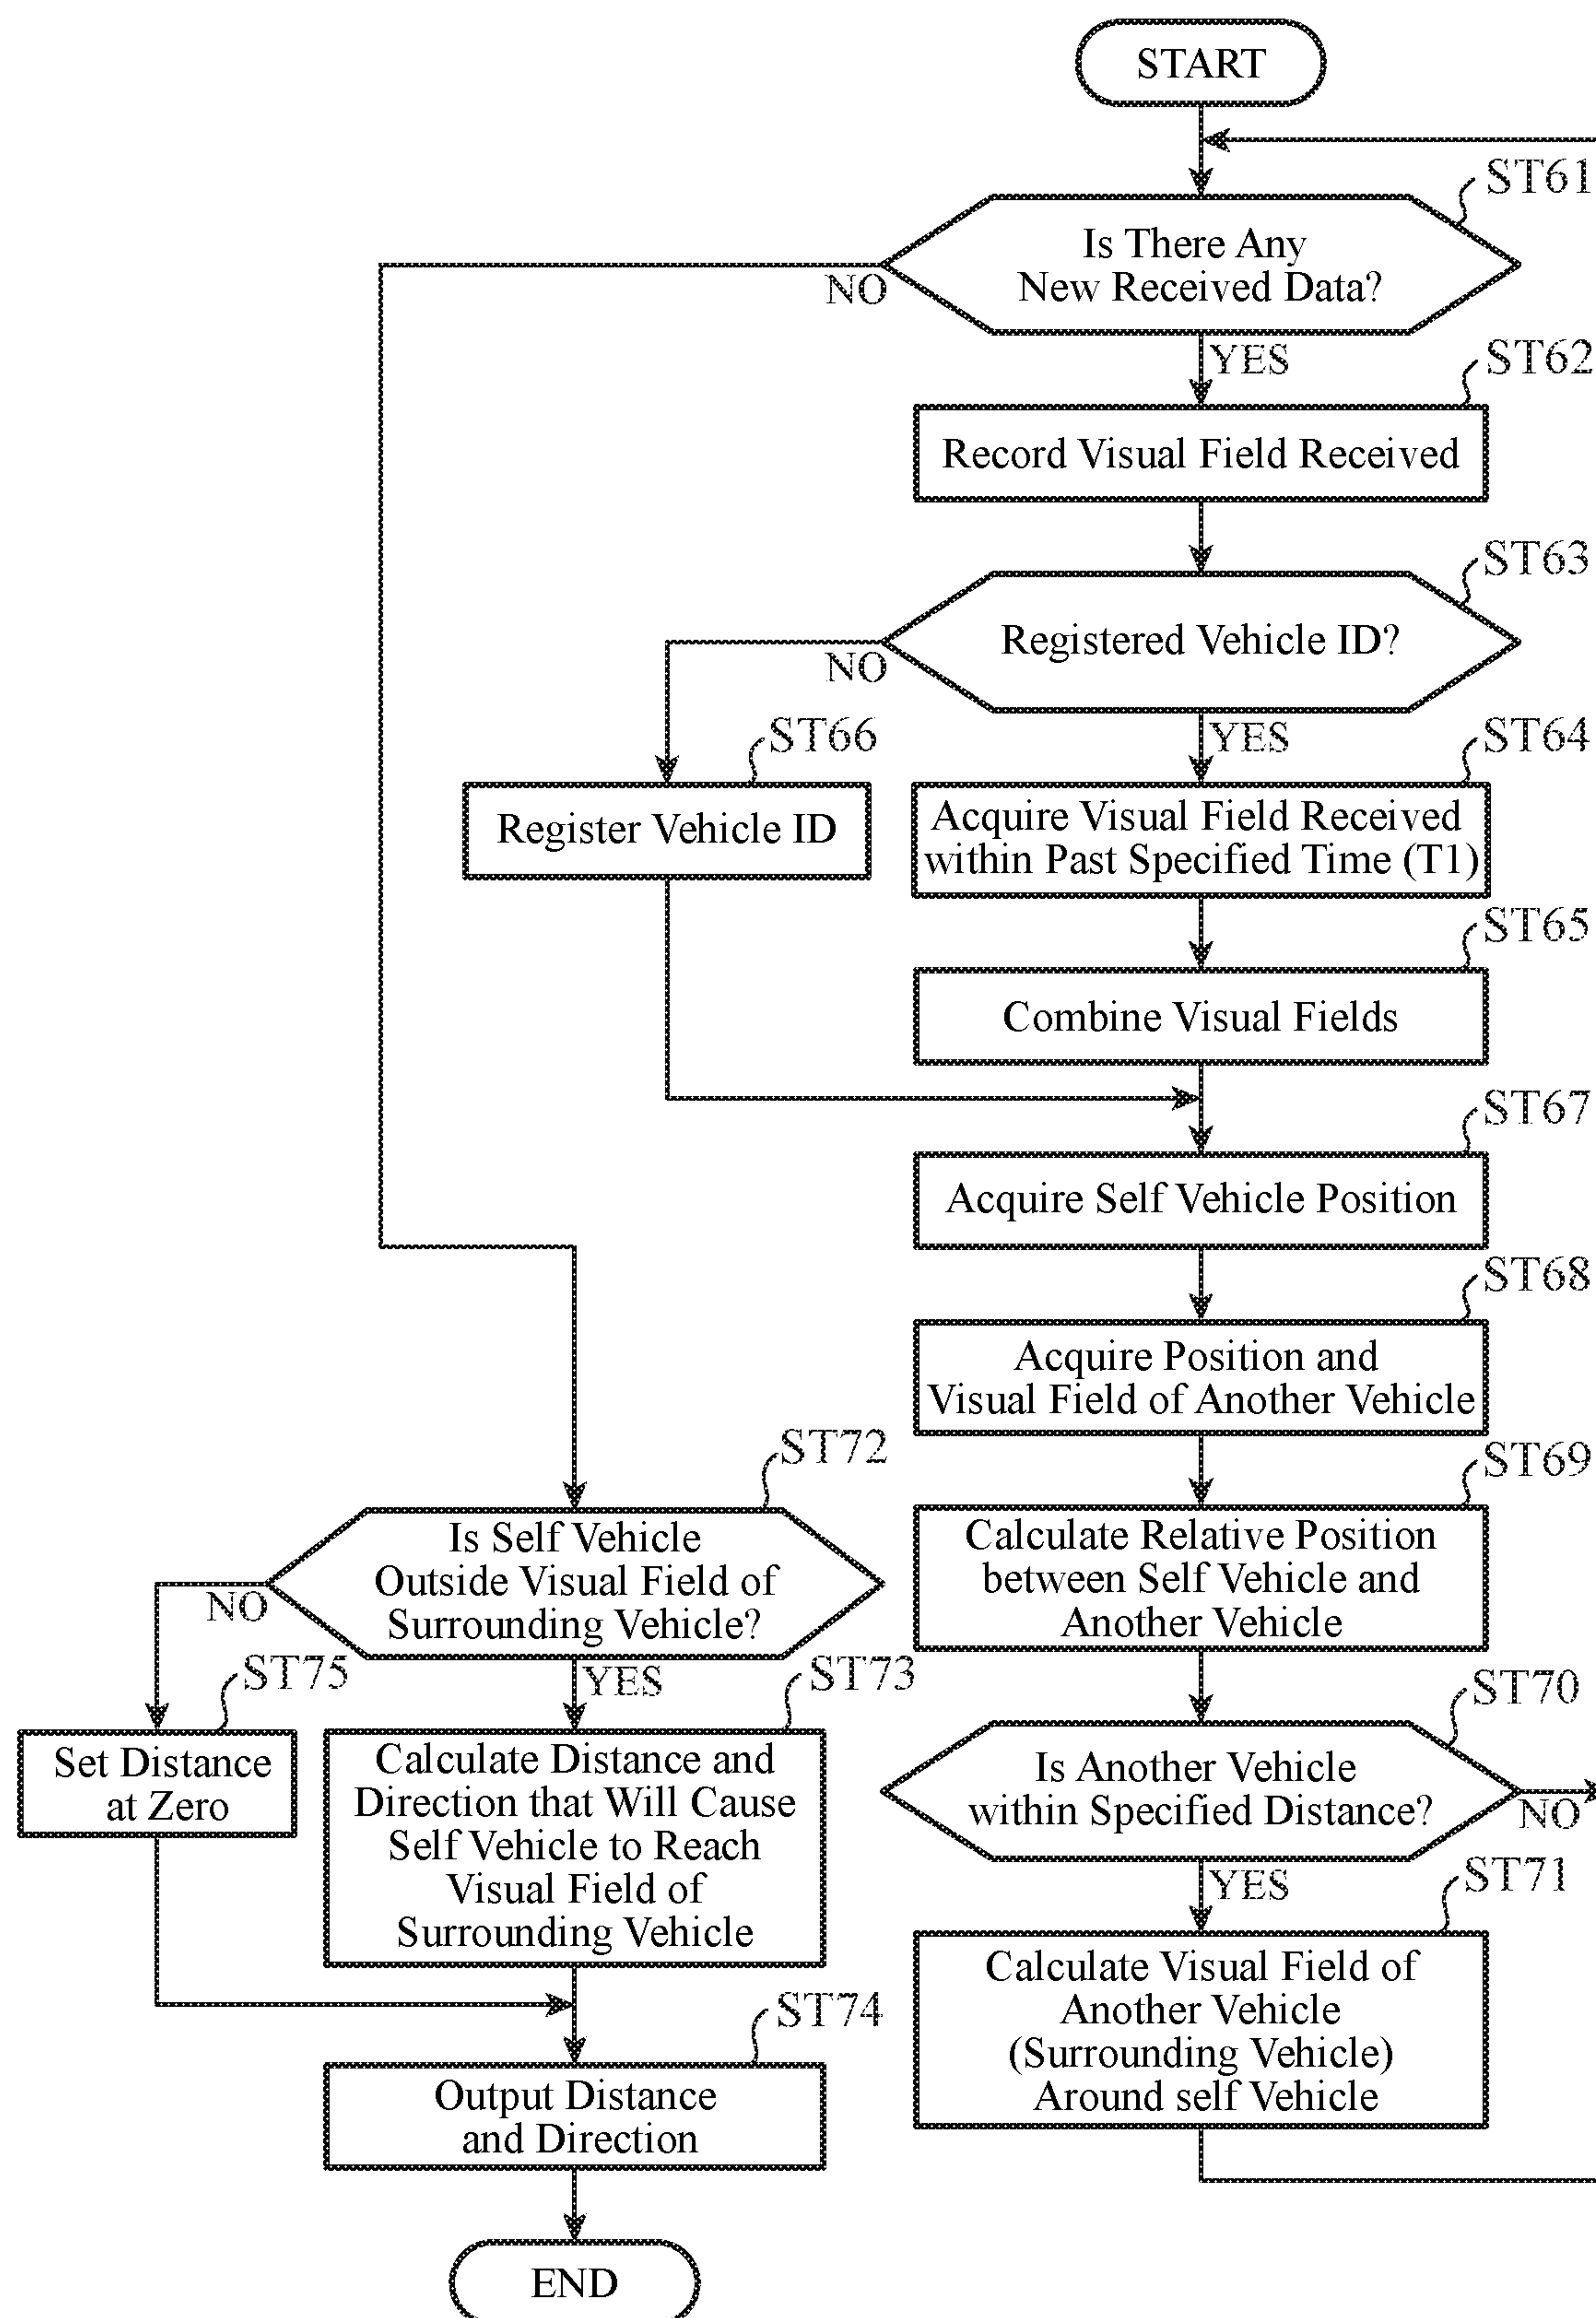 START
ST61
Is There Any
New Received Data?
NO
YES
ST62
Record Visual Field Received
ST63
Registered Vehicle ID?
NO
YES
ST66
Register Vehicle ID
ST64
Acquire Visual Field Received
within Past Specified Time (T1)
ST65
Combine Visual Fields
ST67
Acquire Self Vehicle Position
ST68
Acquire Position and
Visual Field of Another Vehicle
ST69
Calculate Relative Position
between Self Vehicle and
Another Vehicle
ST70
Is Another Vehicle
within Specified Distance?
NO
YES
ST71
Calculate Visual Field of
Another Vehicle
(Surrounding Vehicle)
Around self Vehicle
ST72
Is Self Vehicle
Outside Visual Field of
Surrounding Vehicle?
NO
YES
ST75
Set Distance
at Zero
ST73
Calculate Distance and
Direction that Will Cause
Self Vehicle to Reach
Visual Field of
Surrounding Vehicle
ST74
Output Distance
and Direction
END